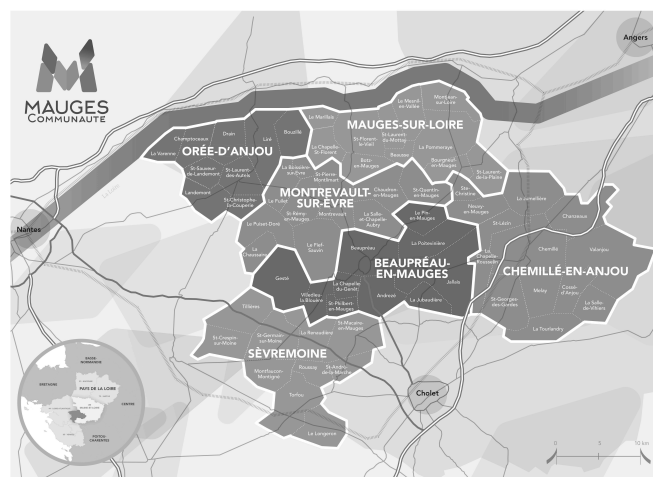 MAUGES
COMMUNAUTÉ
Angers
Nantes
Cholet
La Loire
MAUGES-SUR-LOIRE
Le Mesnil-
en-Vallée
Montjean-
sur-Loire
Le Marillais
St-Florent-
le-Vieil
St-Laurent-
du-Mottay
La Chapelle-
St-Florent
Beausse
La Pommeraye
Botz-
en-Mauges
Bourgneuf-
en-Mauges
St-Laurent-
de-la-Plaine
ORÉE-D'ANJOU
Champtoceaux
Drain
Liré
Bouzillé
La Varenne
St-Sauveur-
de-Landemont
St-Laurent-
des-Autels
Landemont
St-Christophe-
la-Couperie
MONTREVAULT-
SUR-ÈVRE
La Boissière-
sur-Èvre
St-Pierre-
Montlimart
Chaudron-
en-Mauges
St-Quentin-
en-Mauges
Le Fuilet
St-Rémy-
en-Mauges
Montrevault
La Salle-
et-Chapelle-
Aubry
Le Puiset-Doré
La
Chaussaire
Le Fief-
Sauvin
BEAUPRÉAU-
EN-MAUGES
Le Pin-
en-Mauges
Beaupréau
La Poitevinière
Gesté
La Chapelle-
du-Genêt
Villedieu-
la-Blouère
St-Philbert-
en-Mauges
Andrezé
La Jubaudière
Jallais
CHEMILLÉ-EN-ANJOU
Ste-
Christine
Neuvy-
en-Mauges
La Jumellière
Chanzeaux
St-Lézin
La
Chapelle-
Rousselin
Chemillé
Valanjou
Melay
Cossé-
d'Anjou
St-Georges-
des-Gardes
La Salle-
de-Vihiers
La Tourlandry
SÈVREMOINE
Tillières
St-Macaire-
en-Mauges
St-Crespin-
sur-Moine
St-Germain-
sur-Moine
La Renaudière
Montfaucon-
Montigné
Roussay
St-André-
de-la-Marche
Torfou
Le Longeron
BASSE-
NORMANDIE
BRETAGNE
PAYS DE LA LOIRE
CENTRE
POITOU-
CHARENTES
0 5 10 km